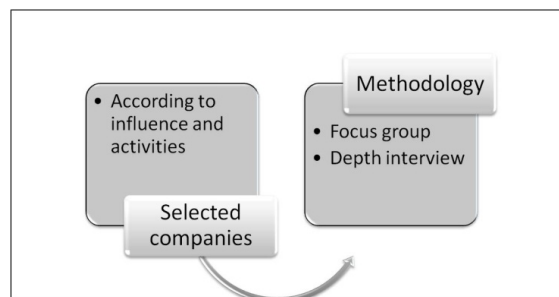 • According to
influence and
activities
Selected
companies
Methodology
• Focus group
• Depth interview